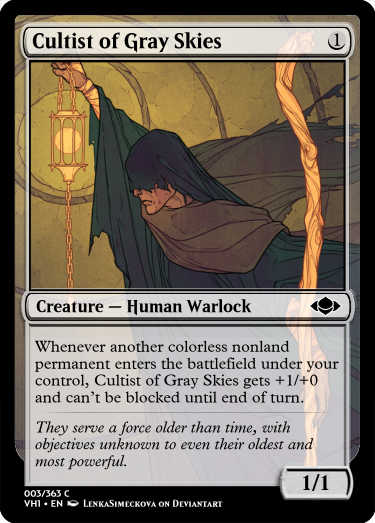 Cultist of Gray Skies 1
Creature — Human Warlock
Whenever another colorless nonland
permanent enters the battlefield under your
control, Cultist of Gray Skies gets +1/+0
and can't be blocked until end of turn.
They serve a force older than time, with
objectives unknown to even their oldest and
most powerful.
1/1
003/363 C
VH1 • EN LenkaSimeckova on Deviantart